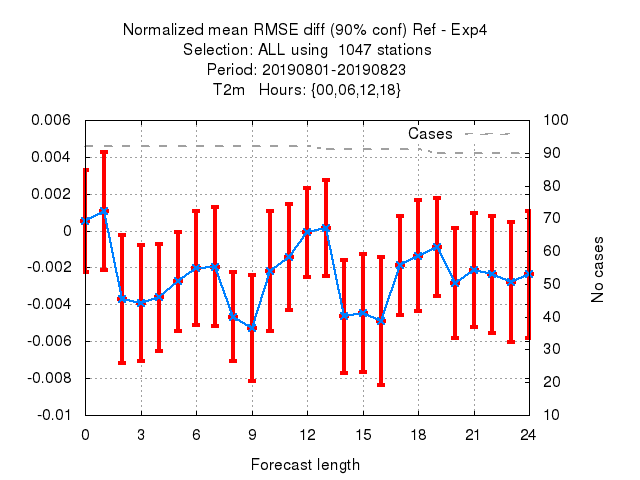 Normalized mean RMSE diff (90% conf) Ref - Exp4
Selection: ALL using  1047 stations
Period: 20190801-20190823
T2m   Hours: {00,06,12,18}
Cases
0.006
0.004
0.002
0
-0.002
-0.004
-0.006
-0.008
-0.01
100
90
80
70
60
50
40
30
20
10
No cases
0 3 6 9 12 15 18 21 24
Forecast length